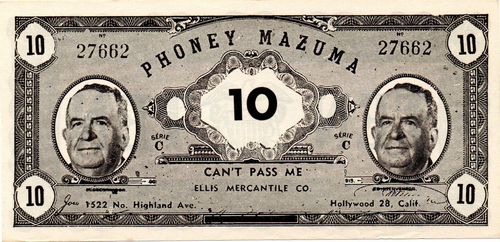 10 Nº Nº 10
27662 PHONEY MAZUMA 27662
10
SÉRIE SÉRIE
C C
CAN'T PASS ME
ELLIS MERCANTILE CO.
10 1522 No. Highland Ave. Hollywood 28, Calif. 10